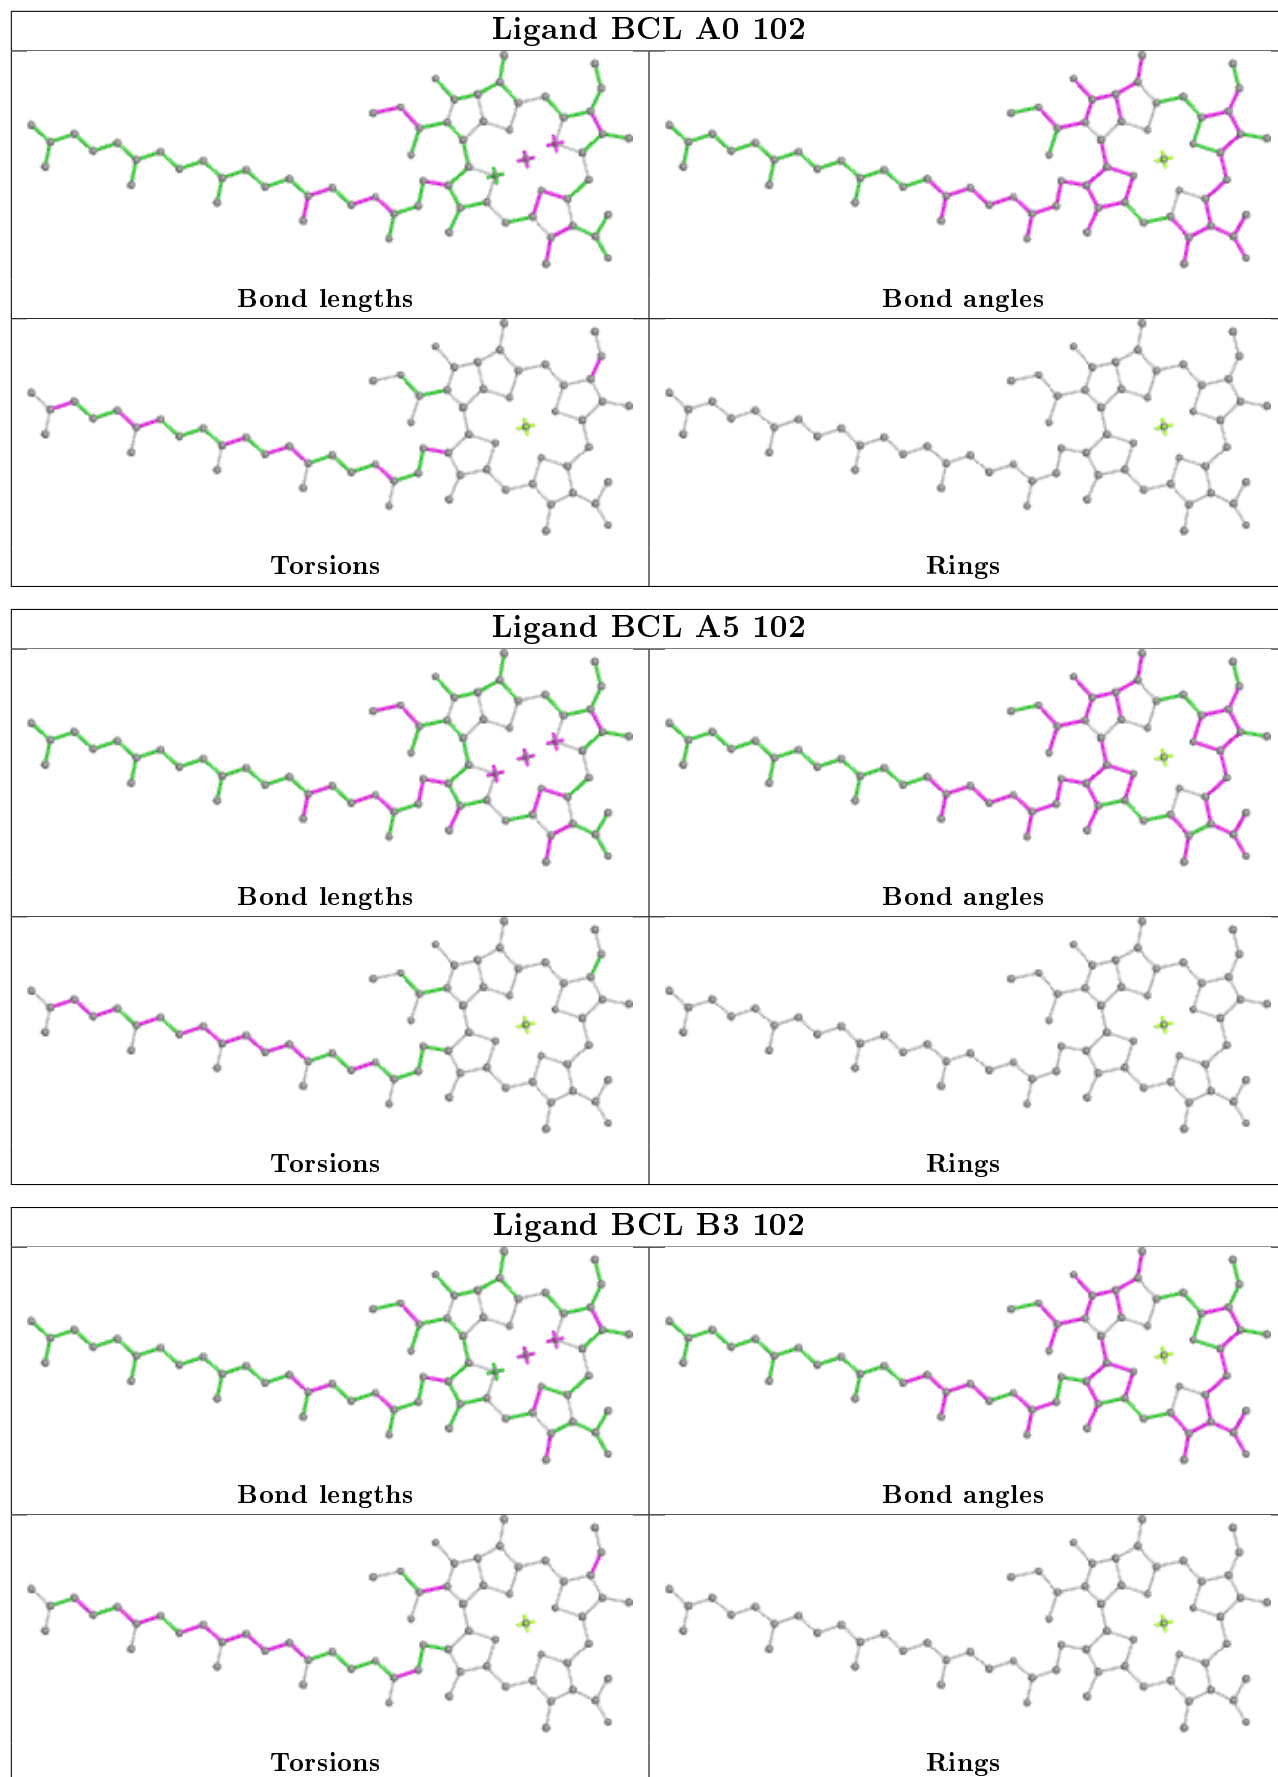 Ligand BCL A0 102
Bond lengths
Bond angles
Torsions
Rings
Ligand BCL A5 102
Bond lengths
Bond angles
Torsions
Rings
Ligand BCL B3 102
Bond lengths
Bond angles
Torsions
Rings